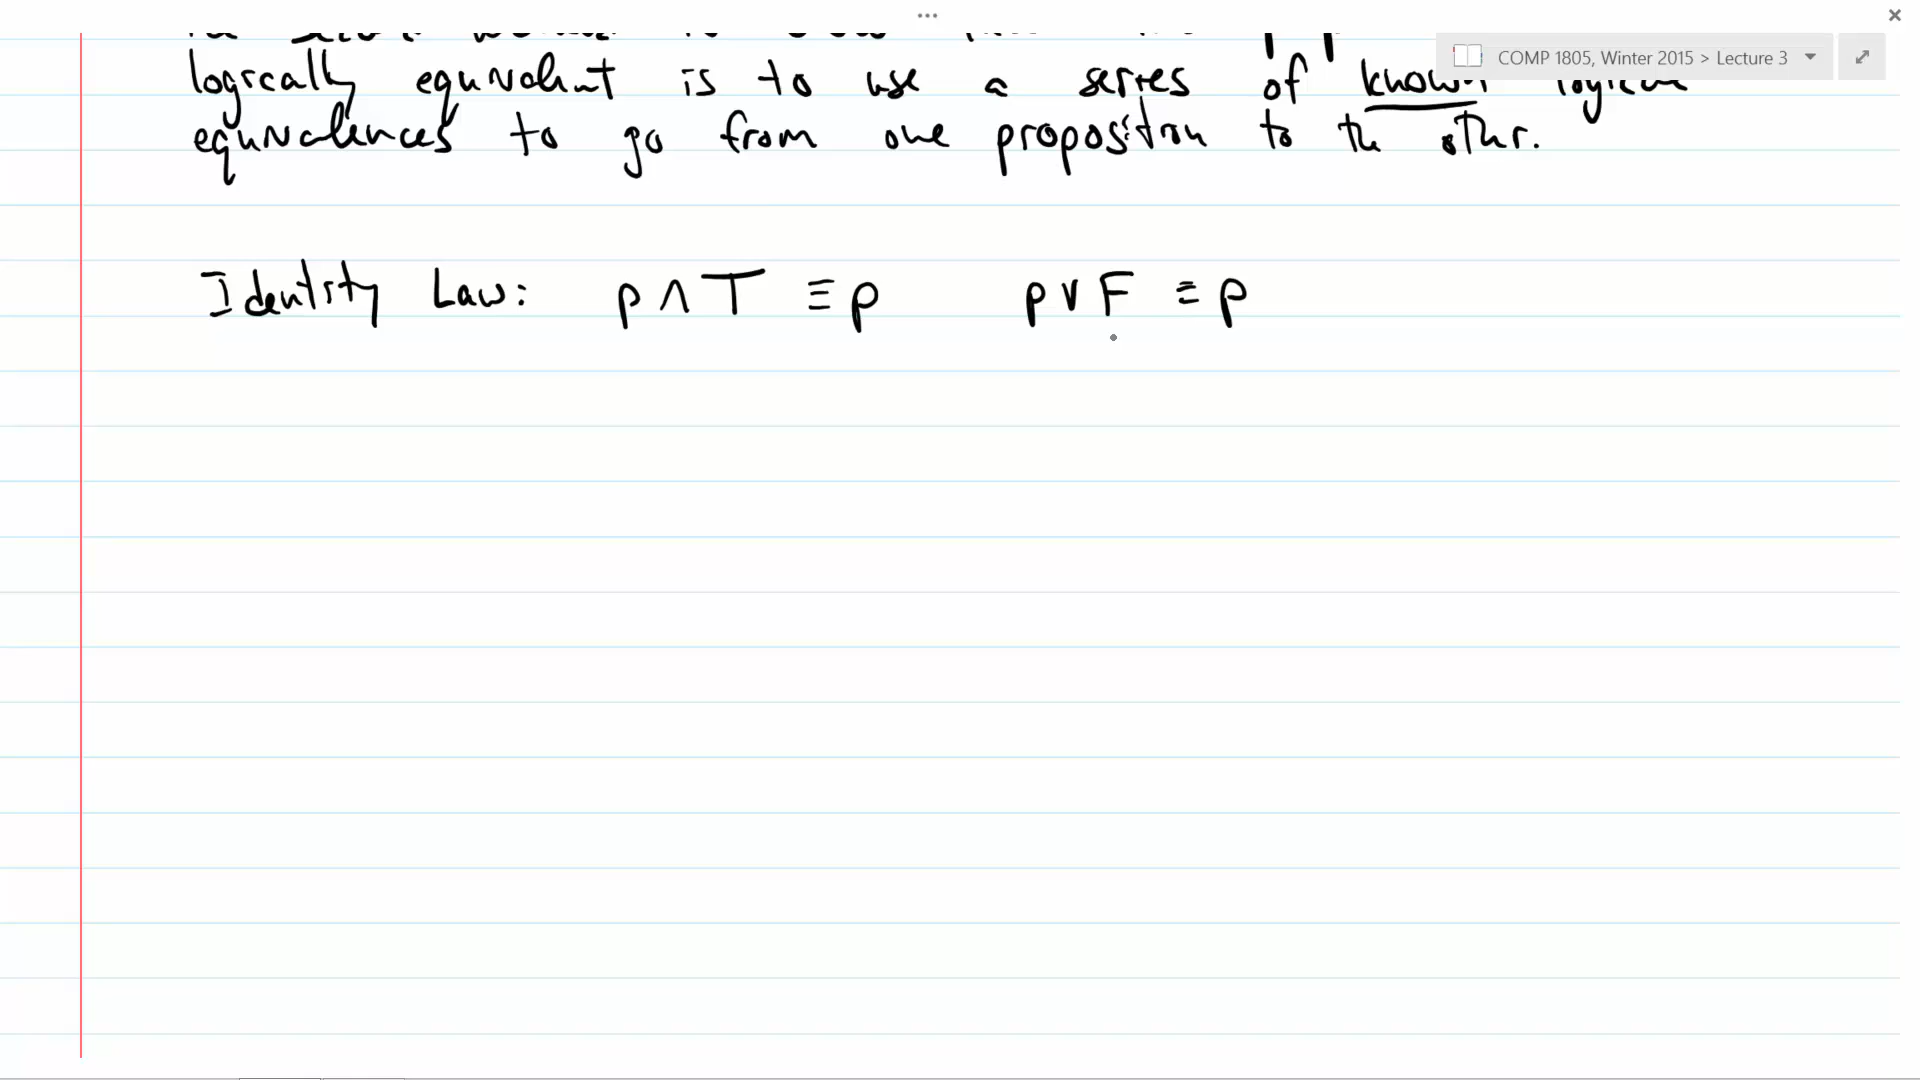 COMP 1805, Winter 2015 > Lecture 3
logically equivalent is to use a series of known logical
equivalences to go from one proposition to the other.
Identity Law: p ∧ T ≡ p p ∨ F ≡ p